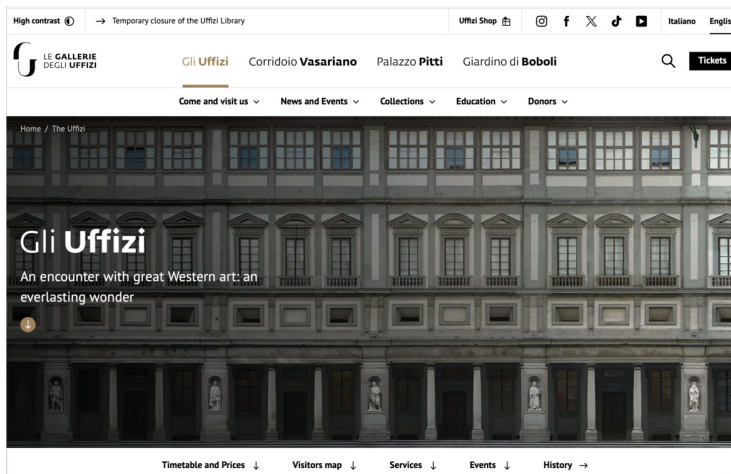 High contrast
→ Temporary closure of the Uffizi Library
Uffizi Shop
Italiano
Englis
LE GALLERIE
DEGLI UFFIZI
Gli Uffizi
Corridoio Vasariano
Palazzo Pitti
Giardino di Boboli
Tickets
Come and visit us
News and Events
Collections
Education
Donors
Home / The Uffizi
Gli Uffizi
An encounter with great Western art: an
everlasting wonder
Timetable and Prices ↓
Visitors map ↓
Services ↓
Events ↓
History →